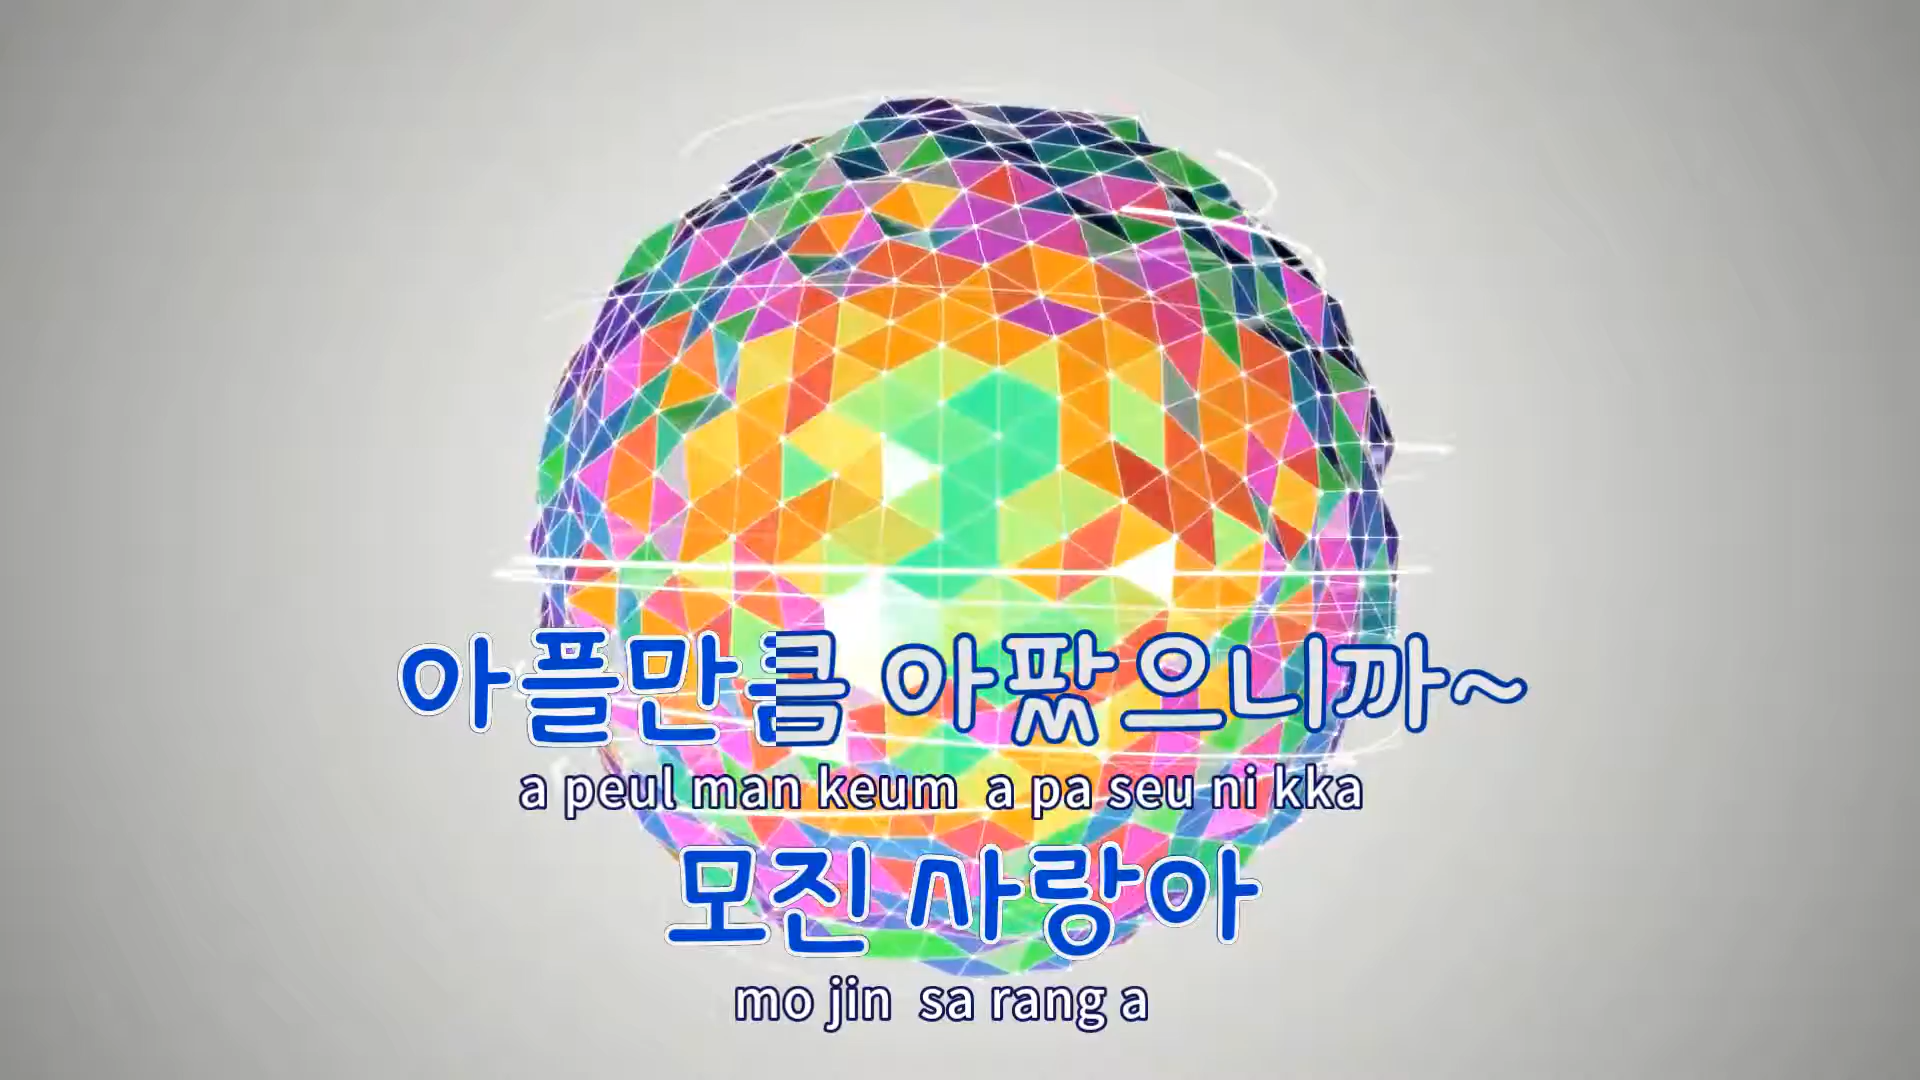 아플만큼 아팠으니까~
a peul man keum a pa seu ni kka
모진 사랑아
mo jin sa rang a